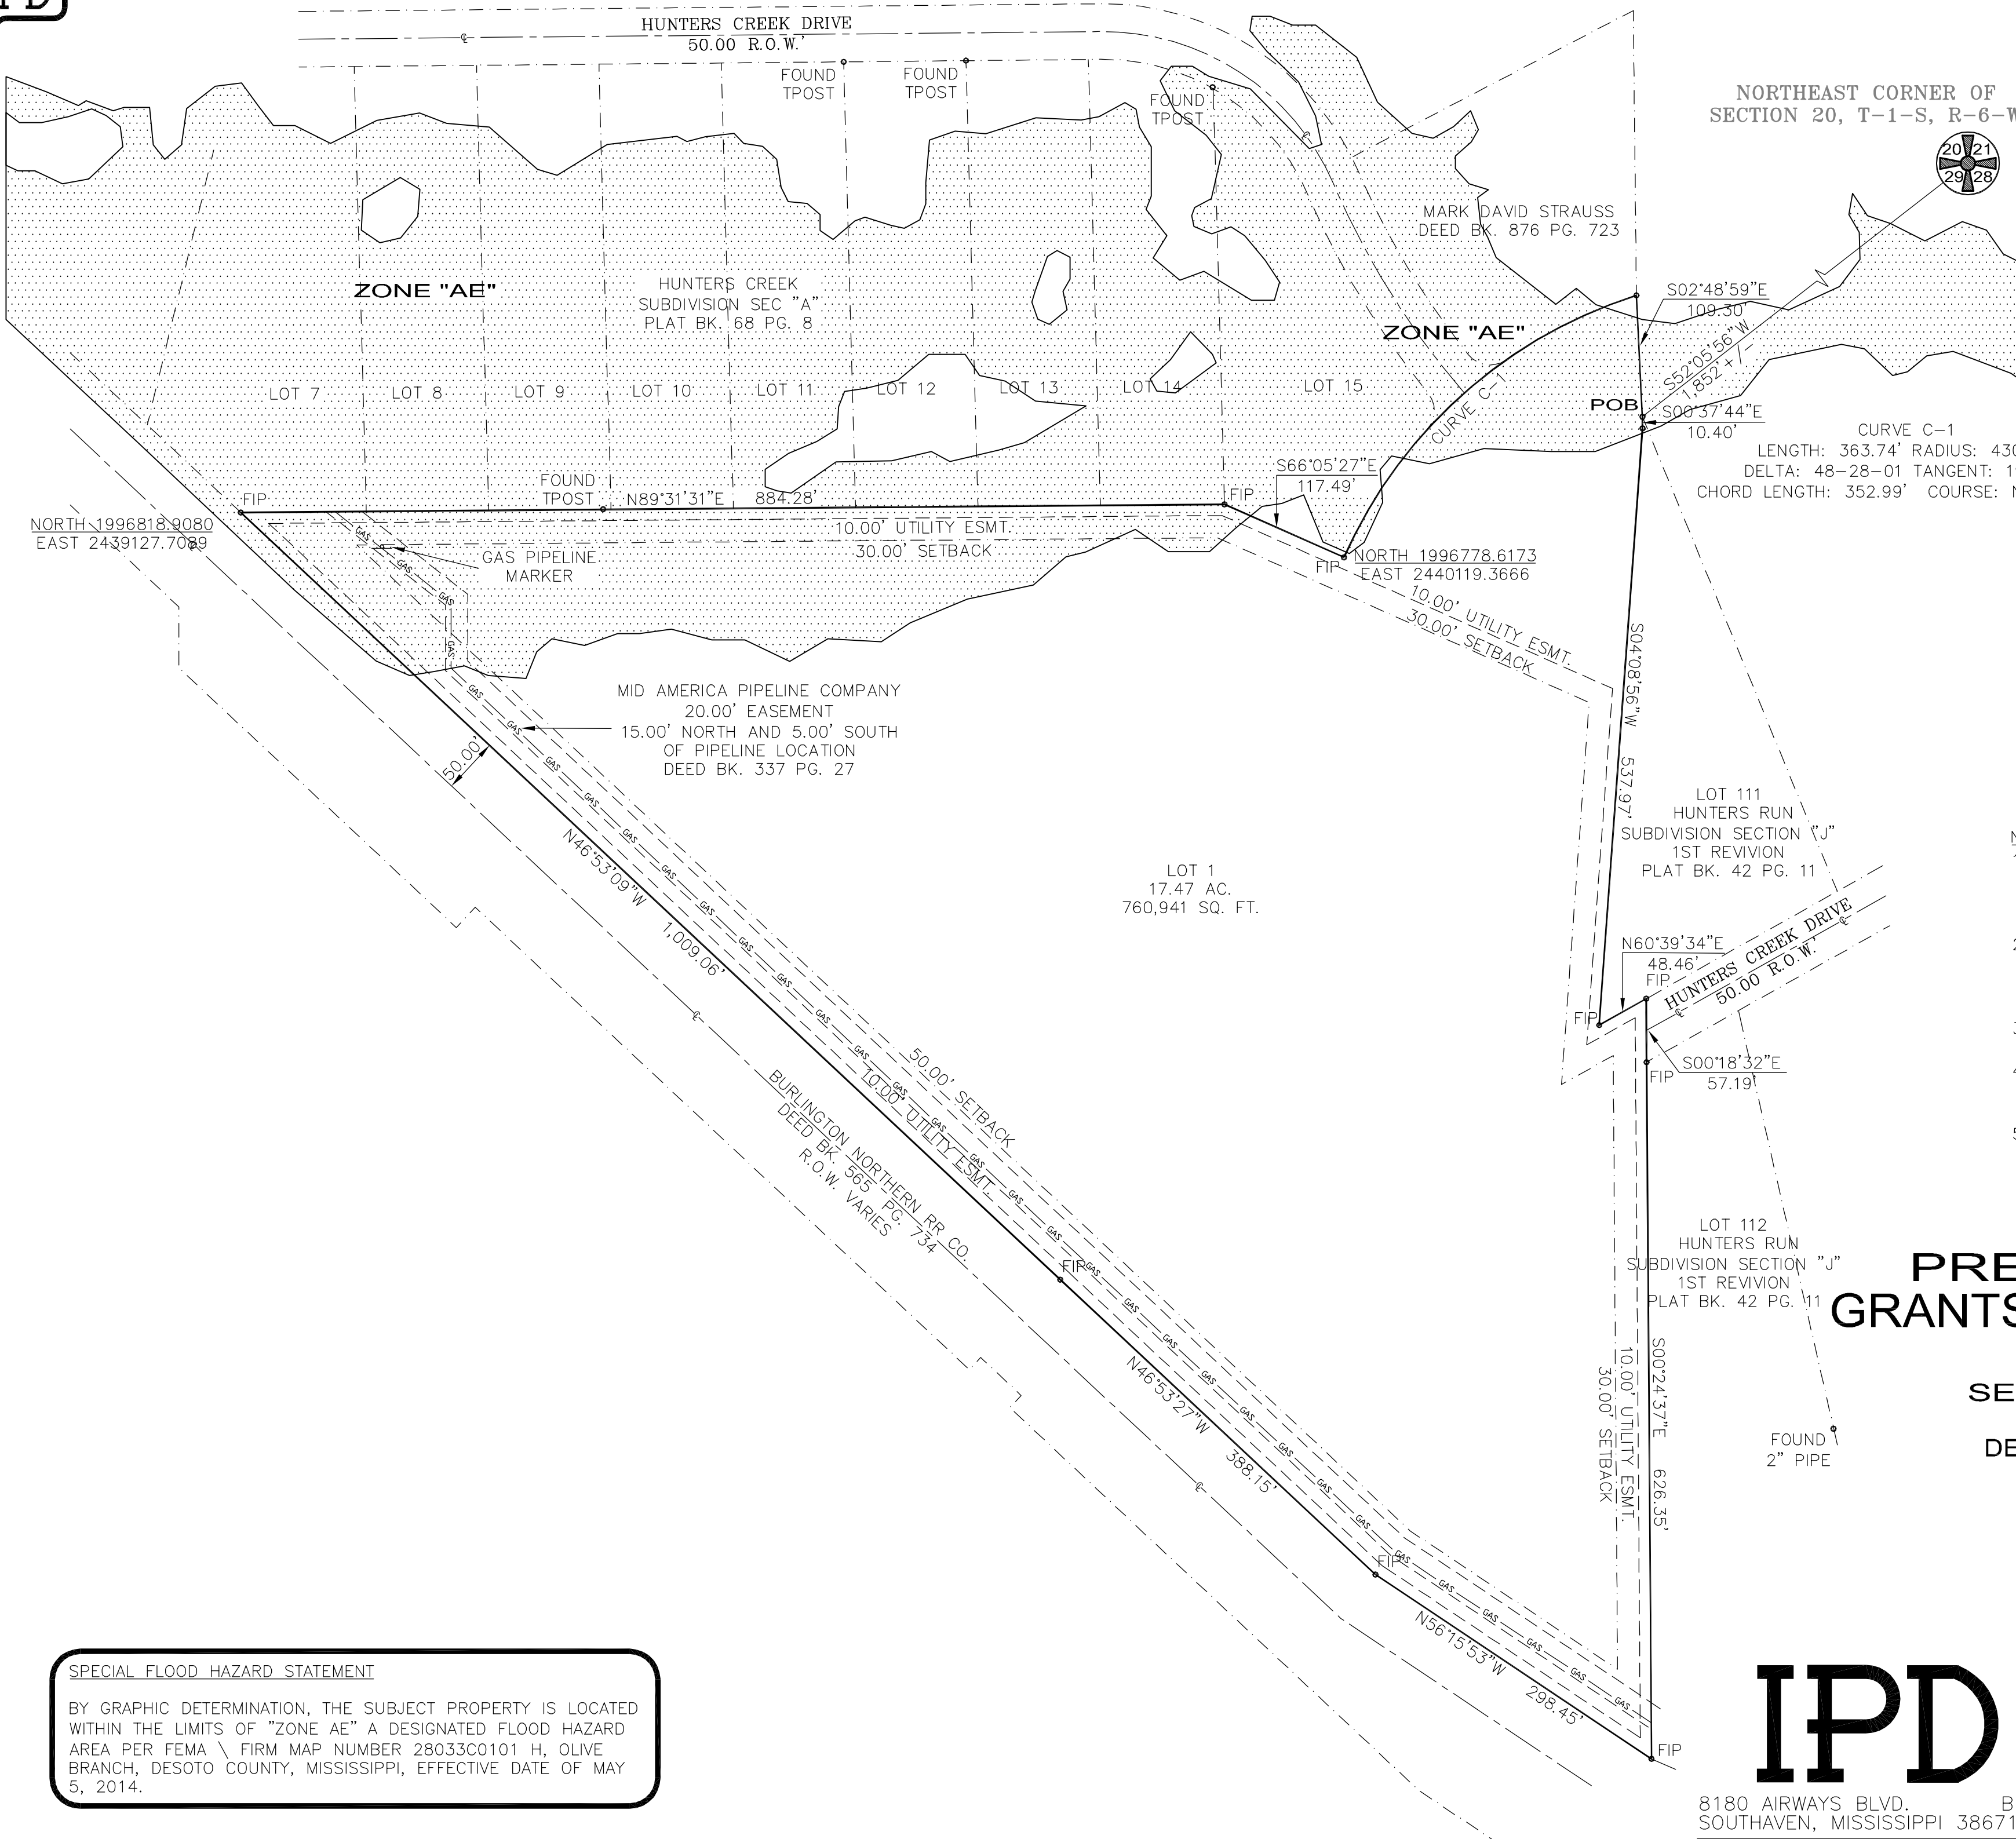 HUNTERS CREEK DRIVE
50.00 R.O.W.'
FOUND
TPOST
FOUND
TPOST
FOUND
TPOST
NORTHEAST CORNER OF
SECTION 20, T-1-S, R-6-W
20 21
29 28
MARK DAVID STRAUSS
DEED BK. 876 PG. 723
ZONE "AE"
HUNTERS CREEK
SUBDIVISION SEC "A"
PLAT BK. 68 PG. 8
ZONE "AE"
S02°48'59"E
109.30'
S52°05'56"W
1,852'+/-
LOT 7
LOT 8
LOT 9
LOT 10
LOT 11
LOT 12
LOT 13
LOT 14
LOT 15
CURVE C-1
POB
S00°37'44"E
10.40'
CURVE C-1
LENGTH: 363.74' RADIUS: 430
DELTA: 48-28-01 TANGENT: 1
CHORD LENGTH: 352.99' COURSE: N
S66°05'27"E
117.49'
FIP
FOUND
TPOST
N89°31'31"E 884.28'
FIP
NORTH 1996818.9080
EAST 2439127.7089
10.00' UTILITY ESMT.
30.00' SETBACK
GAS PIPELINE
MARKER
NORTH 1996778.6173
EAST 2440119.3666
FIP
10.00' UTILITY ESMT.
30.00' SETBACK
S04°08'56"W 537.97'
MID AMERICA PIPELINE COMPANY
20.00' EASEMENT
15.00' NORTH AND 5.00' SOUTH
OF PIPELINE LOCATION
DEED BK. 337 PG. 27
50.00'
N46°53'09"W 1,009.06'
LOT 1
17.47 AC.
760,941 SQ. FT.
LOT 111
HUNTERS RUN
SUBDIVISION SECTION "J"
1ST REVIVION
PLAT BK. 42 PG. 11
N60°39'34"E
48.46'
FIP
HUNTERS CREEK DRIVE
50.00 R.O.W.'
FIP
S00°18'32"E
57.19'
FIP
50.00' SETBACK
10.00' UTILITY ESMT.
BURLINGTON NORTHERN RR CO.
DEED BK. 565 PG. 734
R.O.W. VARIES
FIP
LOT 112
HUNTERS RUN
SUBDIVISION SECTION "J"
1ST REVIVION
PLAT BK. 42 PG. 11
PRE
GRANTS
SE
DE
S00°24'37"E 626.35'
10.00' UTILITY ESMT.
30.00' SETBACK
N46°53'27"W 388.15'
FOUND
2" PIPE
FIP
N56°15'53"W 298.45'
FIP
GAS
SPECIAL FLOOD HAZARD STATEMENT
BY GRAPHIC DETERMINATION, THE SUBJECT PROPERTY IS LOCATED
WITHIN THE LIMITS OF "ZONE AE" A DESIGNATED FLOOD HAZARD
AREA PER FEMA \ FIRM MAP NUMBER 28033C0101 H, OLIVE
BRANCH, DESOTO COUNTY, MISSISSIPPI, EFFECTIVE DATE OF MAY
5, 2014.
IPD
8180 AIRWAYS BLVD. B
SOUTHAVEN, MISSISSIPPI 38671